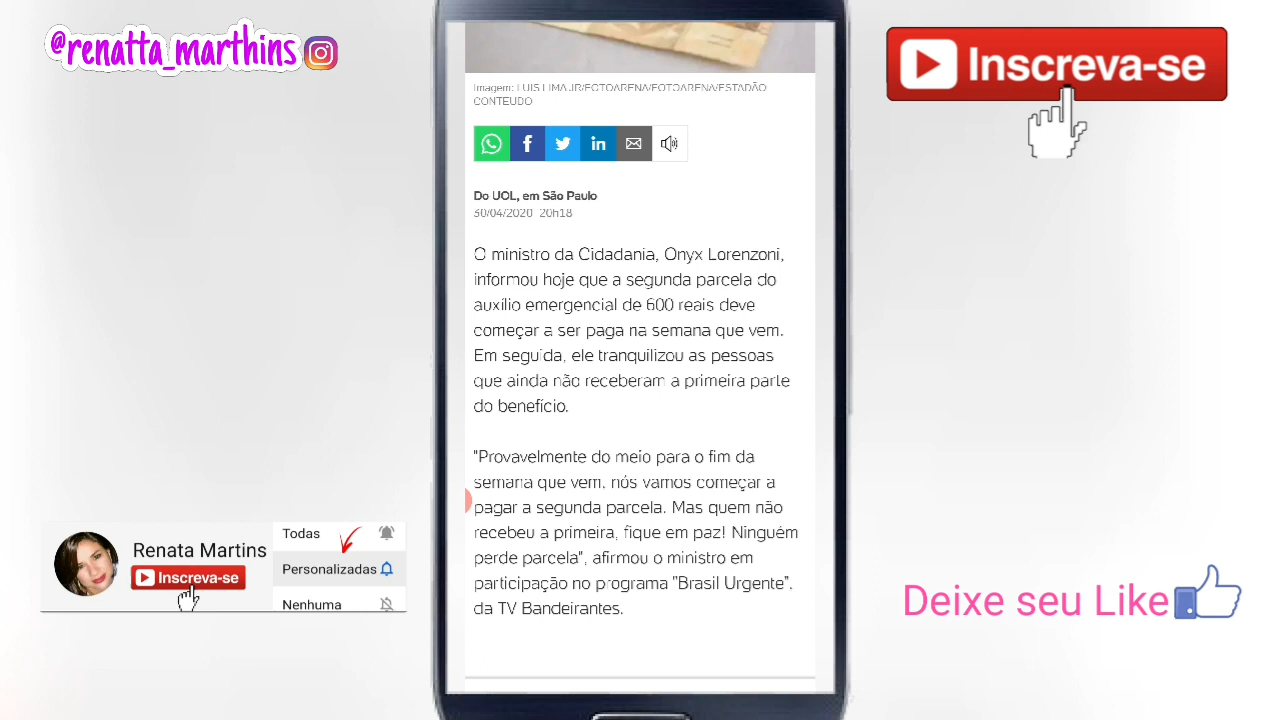 @renatta_marthins
Inscreva-se
Imagem: LUIS LIMA JR/FOTOARENA/FOTOARENA/ESTADÃO
CONTEÚDO
Do UOL, em São Paulo
30/04/2020 20h18
O ministro da Cidadania, Onyx Lorenzoni,
informou hoje que a segunda parcela do
auxílio emergencial de 600 reais deve
começar a ser paga na semana que vem.
Em seguida, ele tranquilizou as pessoas
que ainda não receberam a primeira parte
do benefício.
"Provavelmente do meio para o fim da
semana que vem, nós vamos começar a
pagar a segunda parcela. Mas quem não
recebeu a primeira, fique em paz! Ninguém
perde parcela", afirmou o ministro em
participação no programa "Brasil Urgente",
da TV Bandeirantes.
Renata Martins
Inscreva-se
Todas
Personalizadas
Nenhuma
Deixe seu Like